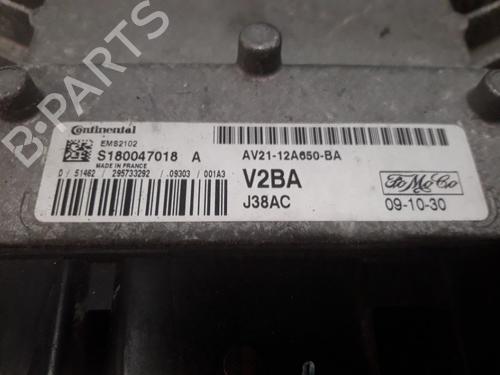 B-PARTS
Continental
EMS2102
S180047018 A
MADE IN FRANCE
0/51462 /295733292 /09303 /001A3
AV21-12A650-BA
V2BA
J38AC
FoMoCo
09-10-30